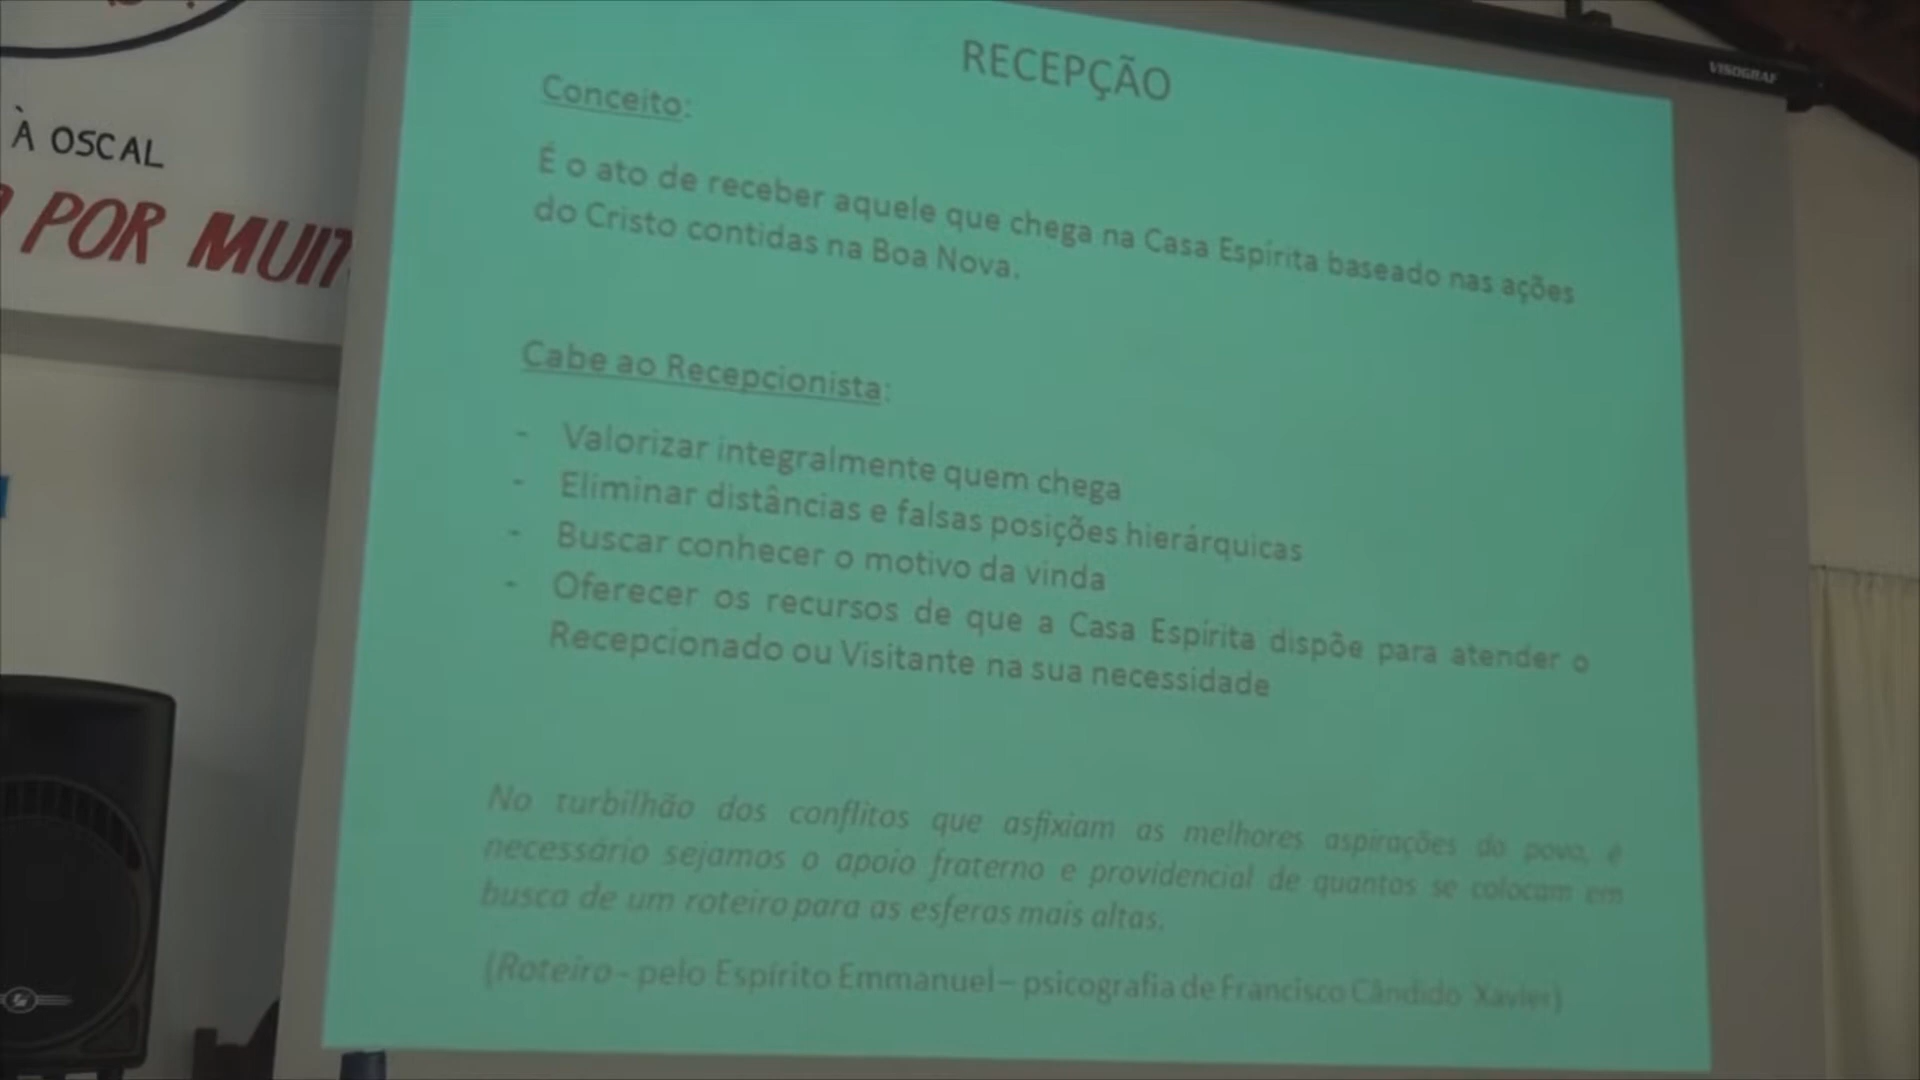 À OSCAL
POR MUIT
VISOGRAF
RECEPÇÃO
Conceito:
É o ato de receber aquele que chega na Casa Espírita baseado nas ações
do Cristo contidas na Boa Nova.
Cabe ao Recepcionista:
- Valorizar integralmente quem chega
- Eliminar distâncias e falsas posições hierárquicas
- Buscar conhecer o motivo da vinda
- Oferecer os recursos de que a Casa Espírita dispõe para atender o
Recepcionado ou Visitante na sua necessidade
No turbilhão dos conflitos que asfixiam as melhores aspirações do povo, é
necessário sejamos o apoio fraterno e providencial de quantos se colocam em
busca de um roteiro para as esferas mais altas.
(Roteiro - pelo Espírito Emmanuel – psicografia de Francisco Cândido Xavier)